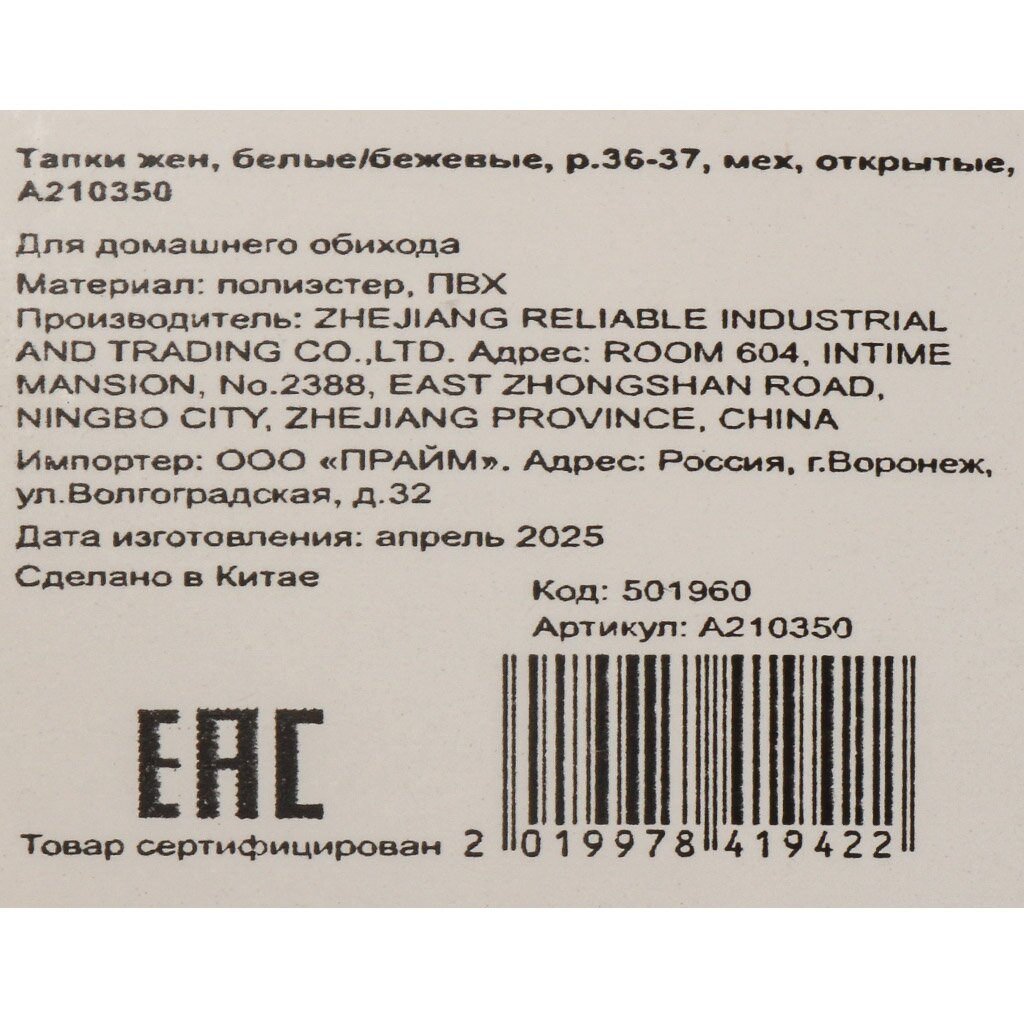 Тапки жен, белые/бежевые, р.36-37, мех, открытые,
А210350
Для домашнего обихода
Материал: полиэстер, ПВХ
Производитель: ZHEJIANG RELIABLE INDUSTRIAL
AND TRADING CO.,LTD. Адрес: ROOM 604, INTIME
MANSION, No.2388, EAST ZHONGSHAN ROAD,
NINGBO CITY, ZHEJIANG PROVINCE, CHINA
Импортер: ООО «ПРАЙМ». Адрес: Россия, г.Воронеж,
ул.Волгоградская, д.32
Дата изготовления: апрель 2025
Сделано в Китае
Код: 501960
Артикул: А210350
ЕАС
Товар сертифицирован
2 019978 419422